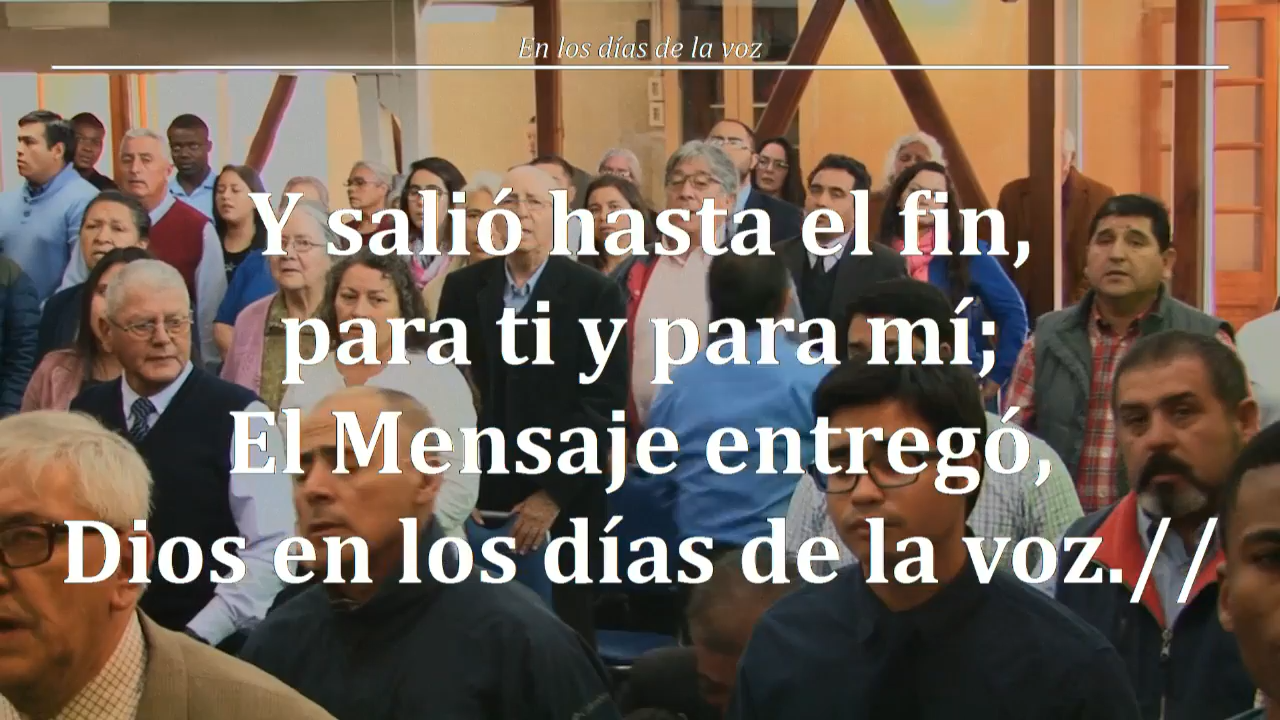 En los días de la voz
Y salió hasta el fin,
para ti y para mí;
El Mensaje entregó,
Dios en los días de la voz.//